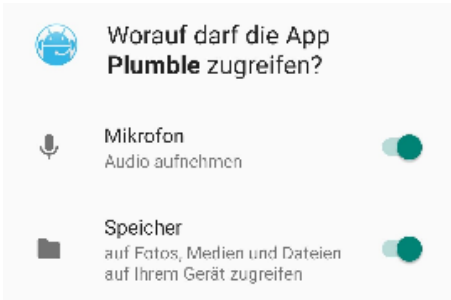 Worauf darf die App
Plumble zugreifen?
Mikrofon
Audio aufnehmen
Speicher
auf Fotos, Medien und Dateien
auf Ihrem Gerät zugreifen